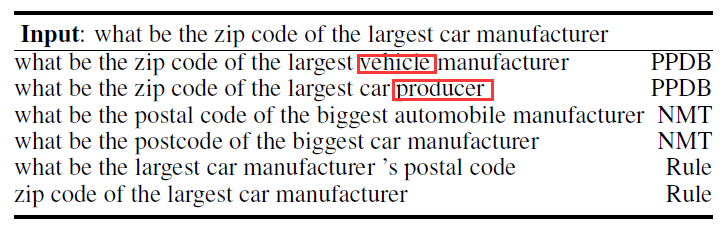 Input: what be the zip code of the largest car manufacturer
what be the zip code of the largest vehicle manufacturer PPDB
what be the zip code of the largest car producer PPDB
what be the postal code of the biggest automobile manufacturer NMT
what be the postcode of the biggest car manufacturer NMT
what be the largest car manufacturer 's postal code Rule
zip code of the largest car manufacturer Rule